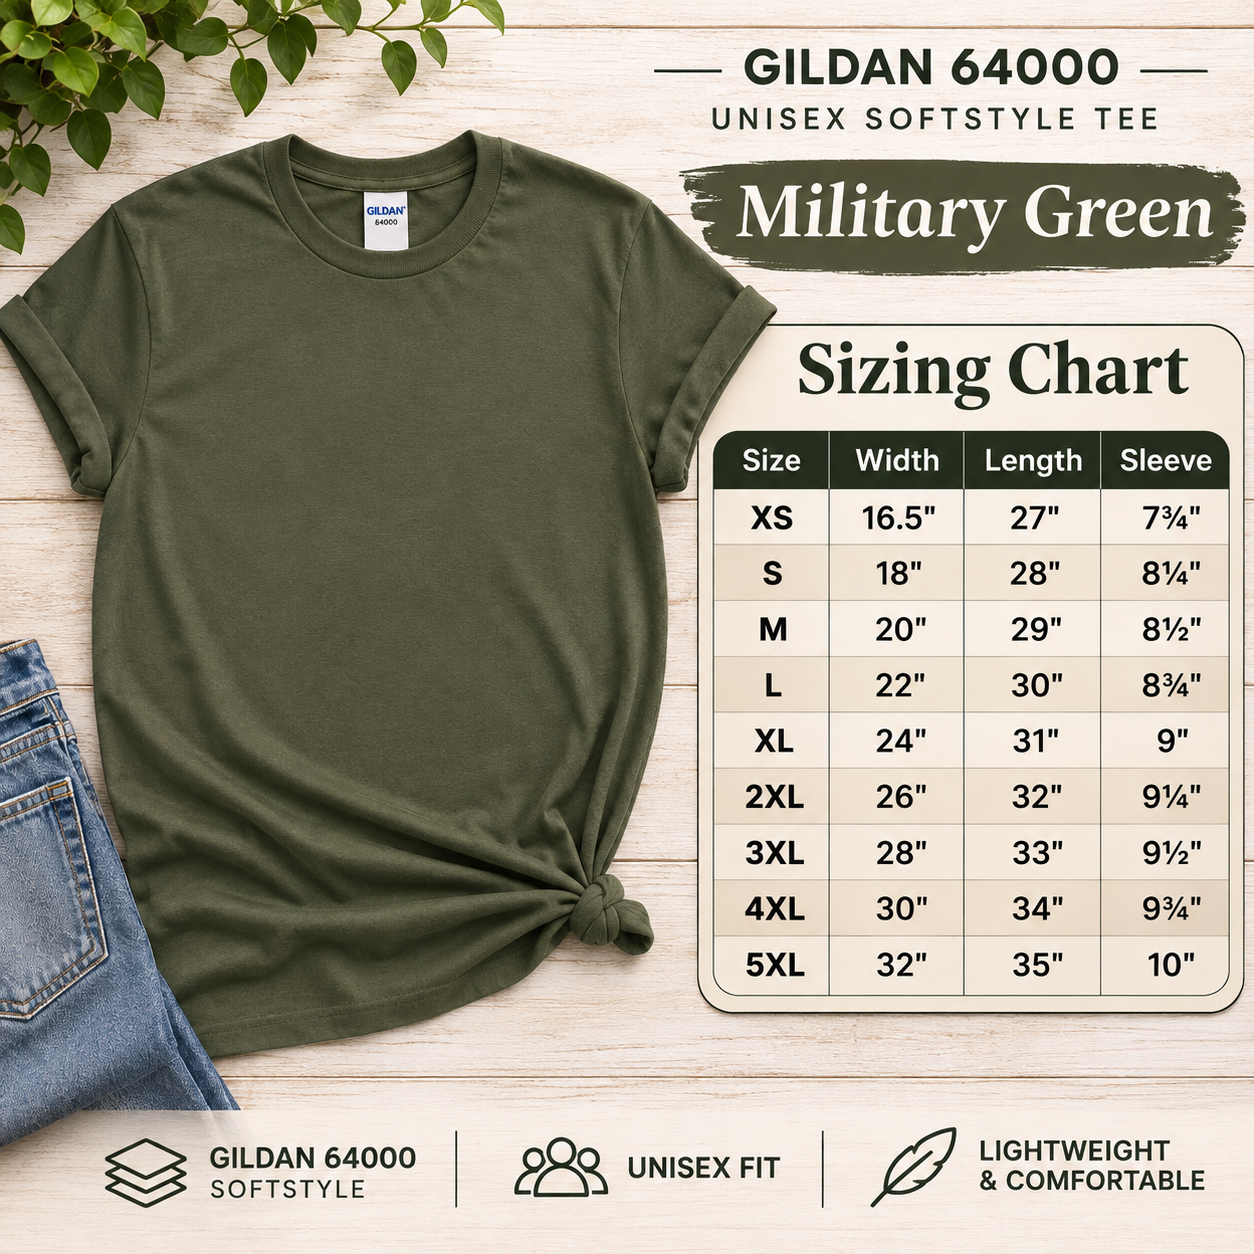 GILDAN 64000
UNISEX SOFTSTYLE TEE
Military Green
GILDAN
64000
Sizing Chart
Size Width Length Sleeve
XS 16.5" 27" 7¾"
S 18" 28" 8¼"
M 20" 29" 8½"
L 22" 30" 8¾"
XL 24" 31" 9"
2XL 26" 32" 9¼"
3XL 28" 33" 9½"
4XL 30" 34" 9¾"
5XL 32" 35" 10"
GILDAN 64000
SOFTSTYLE
UNISEX FIT
LIGHTWEIGHT
& COMFORTABLE